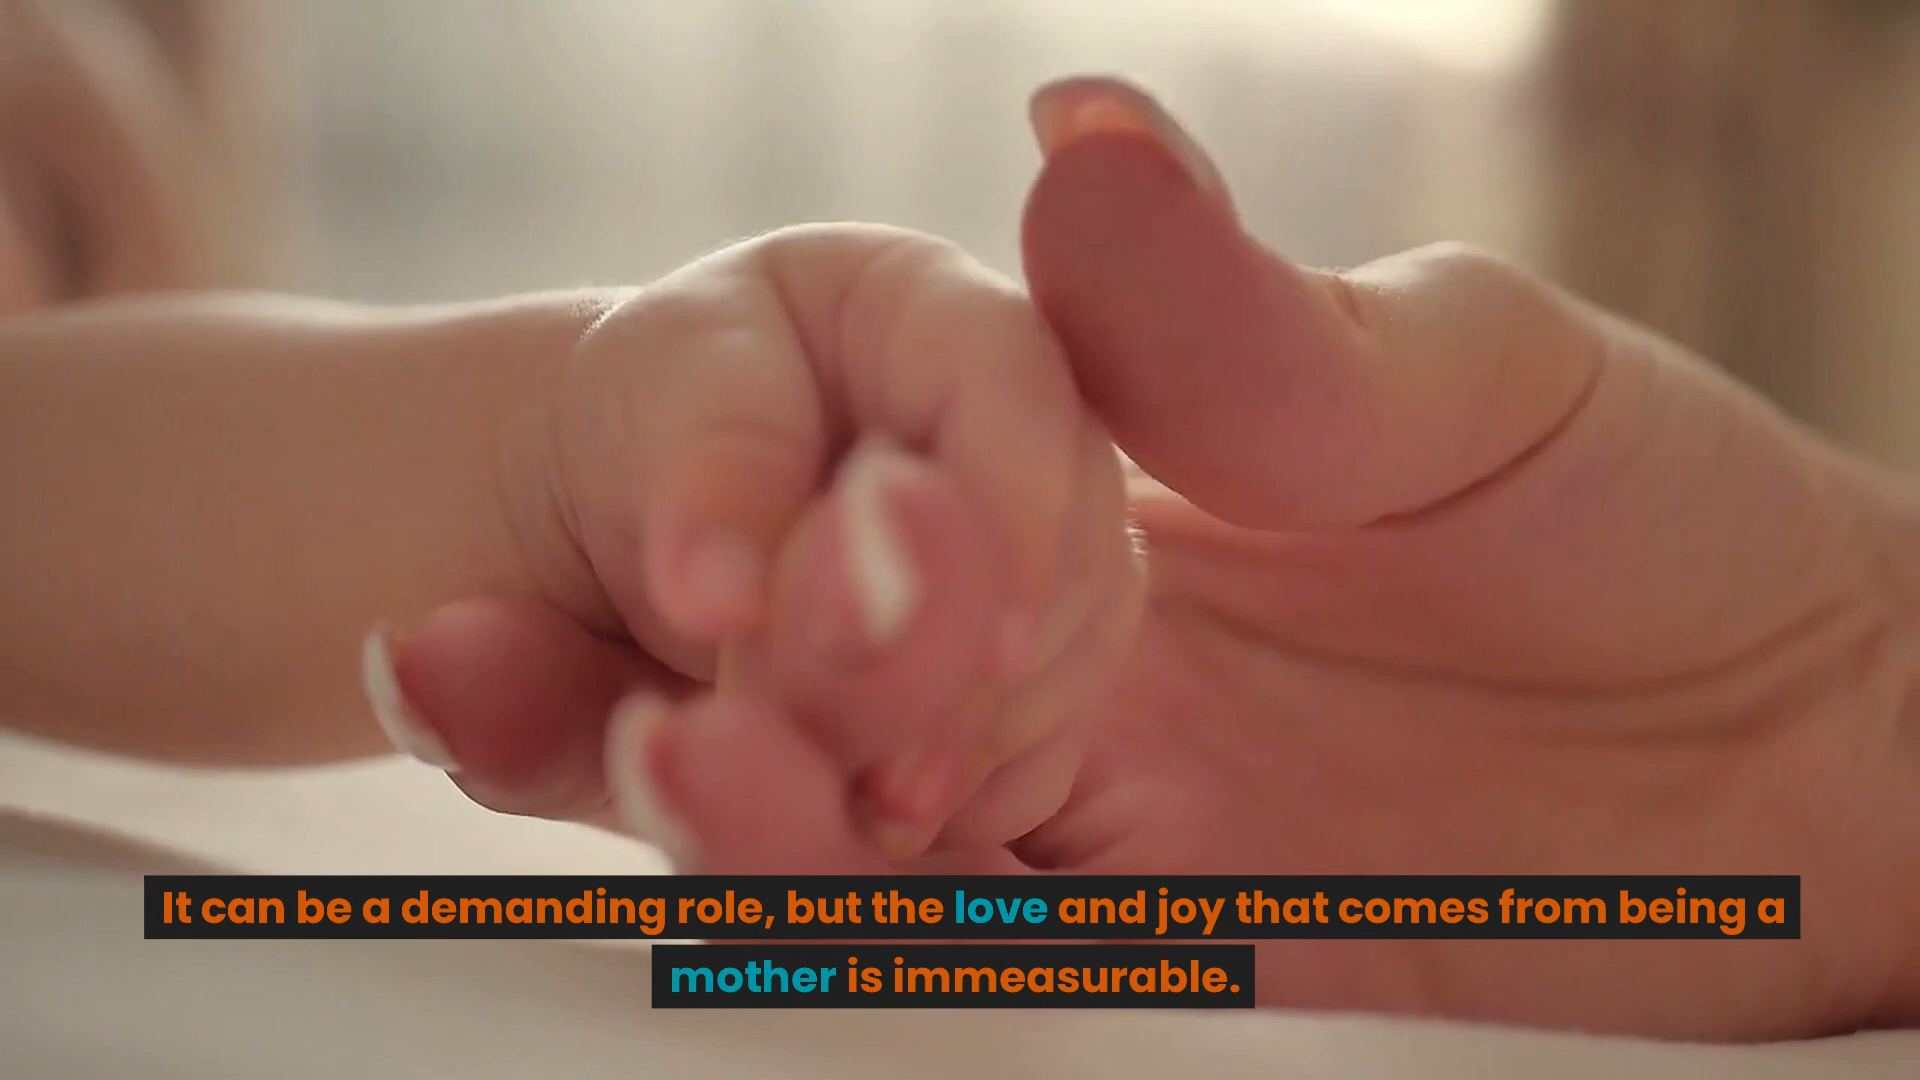 It can be a demanding role, but the love and joy that comes from being a
mother is immeasurable.